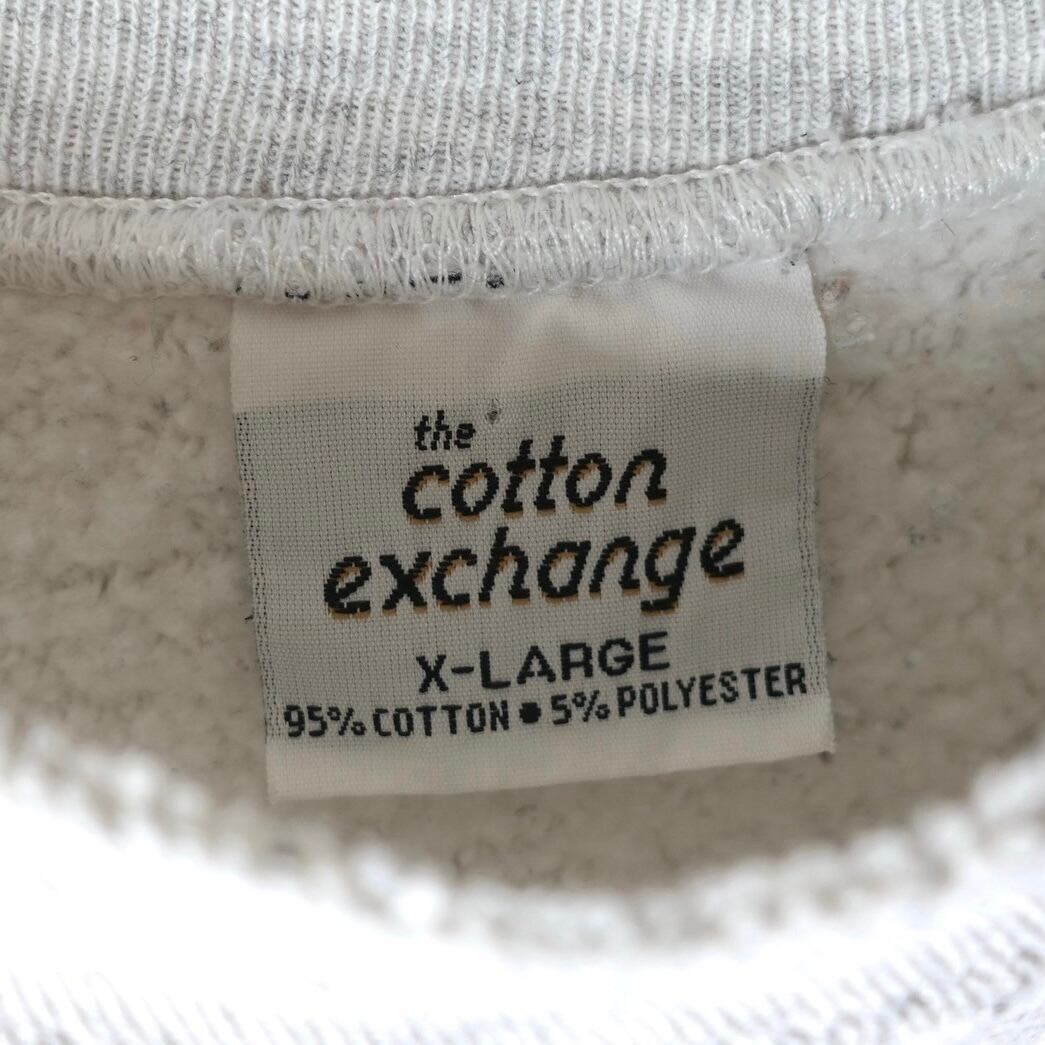 the
cotton
exchange
X-LARGE
95% COTTON ● 5% POLYESTER